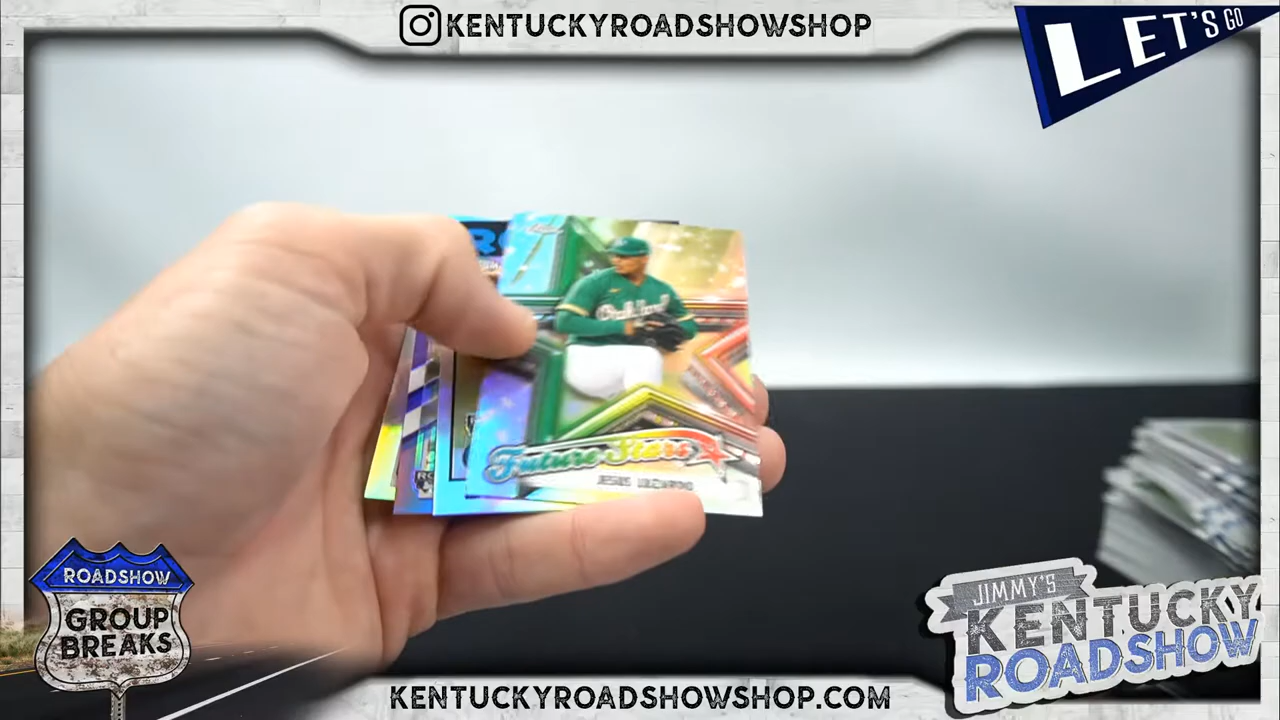 KENTUCKYROADSHOWSHOP
LET'S GO
Oakland
Future Stars
JESUS LUZARDO
ROADSHOW
GROUP
BREAKS
JIMMY'S
KENTUCKY
ROADSHOW
KENTUCKYROADSHOWSHOP.COM